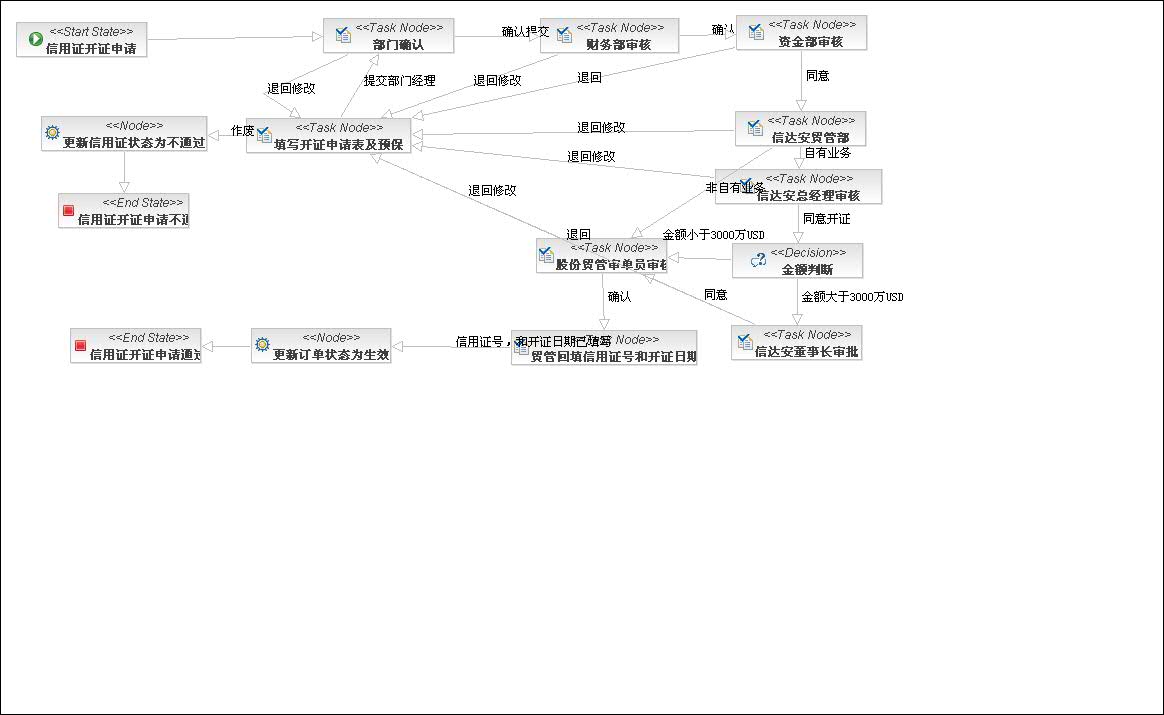 <<Start State>>
信用证开证申请
<<Task Node>>
部门确认
确认提交
<<Task Node>>
财务部审核
确认
<<Task Node>>
资金部审核
退回修改
提交部门经理
退回修改
退回
同意
<<Node>>
更新信用证状态为不通过
作废
<<Task Node>>
填写开证申请表及预保
退回修改
<<Task Node>>
信达安贸管部
自有业务
退回修改
<<Task Node>>
信达安总经理审核
非自有业务
退回修改
<<End State>>
信用证开证申请不通
同意开证
退回
金额小于3000万USD
<<Task Node>>
股份贸管审单员审核
<<Decision>>
金额判断
确认
同意
金额大于3000万USD
<<End State>>
信用证开证申请通过
<<Node>>
更新订单状态为生效
信用证号，和开证日期已填写
Node>>
贸管回填信用证号和开证日期
<<Task Node>>
信达安董事长审批